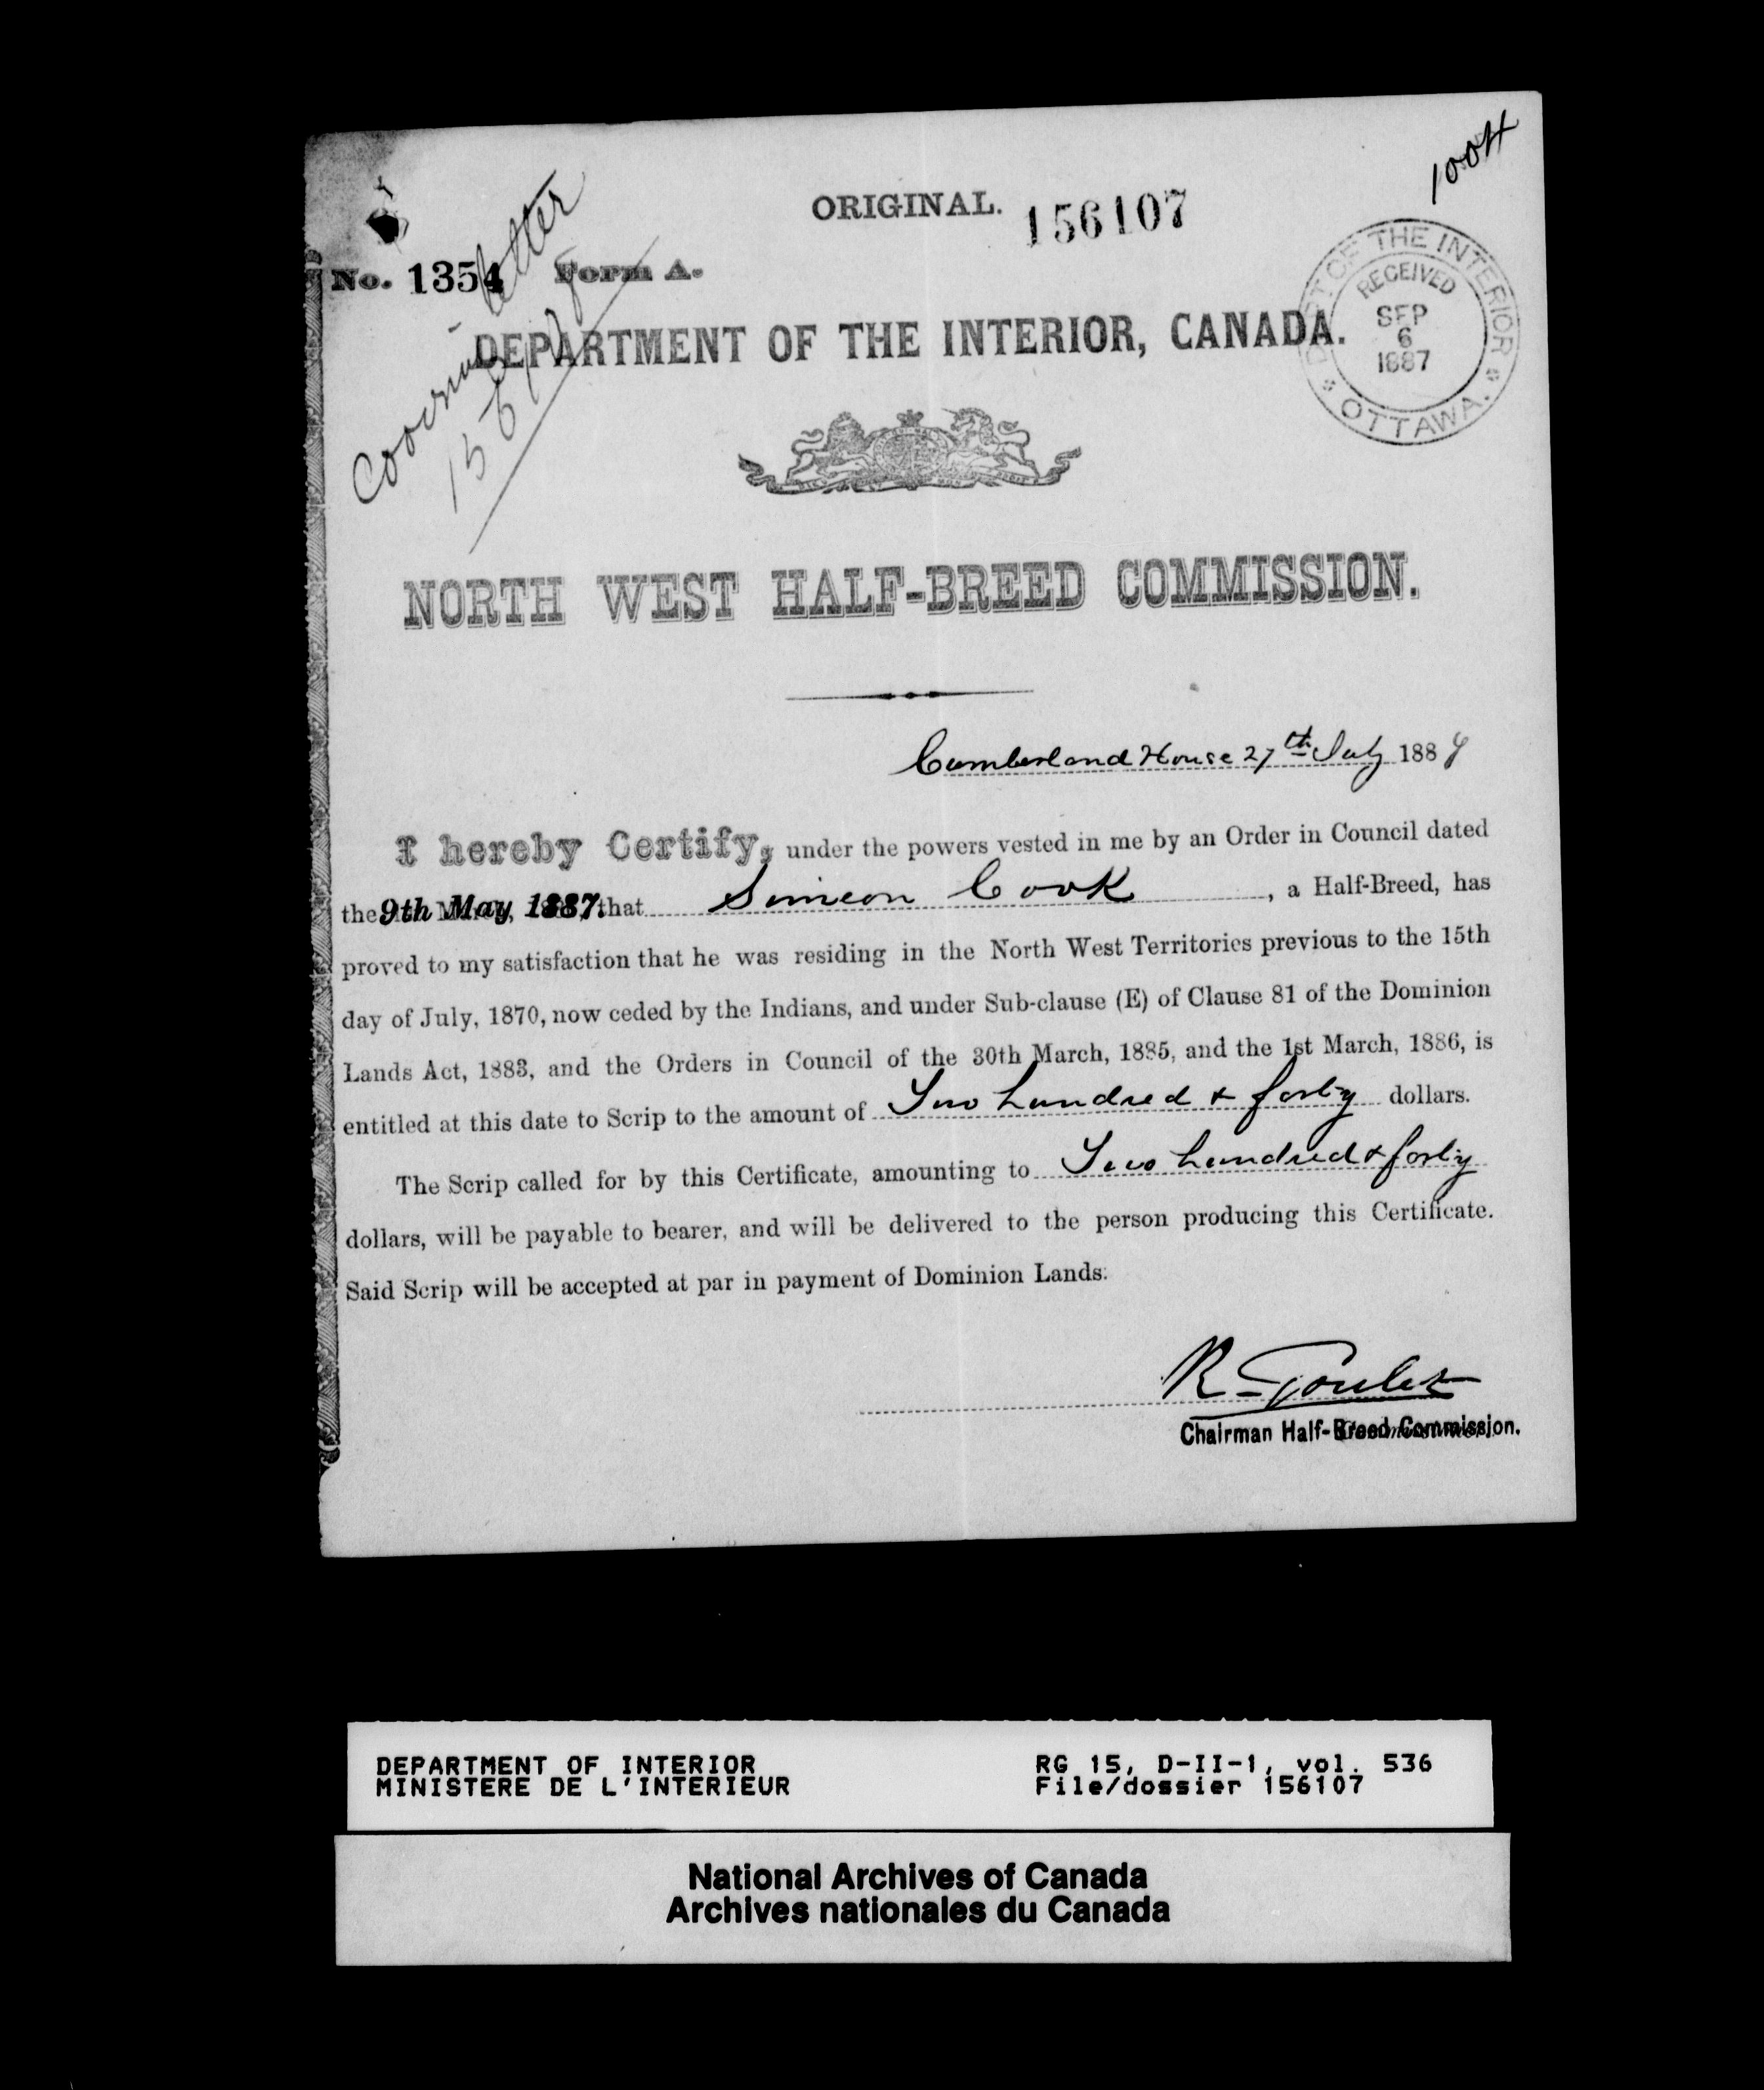 1004
ORIGINAL. 156107
No. 1354 Form A.
Covering letter
DEPARTMENT OF THE INTERIOR, CANADA.
DEPT OF THE INTERIOR
RECEIVED
SEP
6
1887
OTTAWA.
NORTH WEST HALF-BREED COMMISSION.
Cumberland House 27th July 1887
I hereby Certify, under the powers vested in me by an Order in Council dated
the 9th May, 1887, that Simeon Cook, a Half-Breed, has
proved to my satisfaction that he was residing in the North West Territories previous to the 15th
day of July, 1870, now ceded by the Indians, and under Sub-clause (E) of Clause 81 of the Dominion
Lands Act, 1883, and the Orders in Council of the 30th March, 1885, and the 1st March, 1886, is
entitled at this date to Scrip to the amount of Two hundred & forty dollars.
The Scrip called for by this Certificate, amounting to Two hundred & forty
dollars, will be payable to bearer, and will be delivered to the person producing this Certificate.
Said Scrip will be accepted at par in payment of Dominion Lands.
R. Goulet
Chairman Half-Breed Commission.
DEPARTMENT OF INTERIOR
MINISTERE DE L'INTERIEUR
RG 15, D-II-1, vol. 536
File/dossier 156107
National Archives of Canada
Archives nationales du Canada